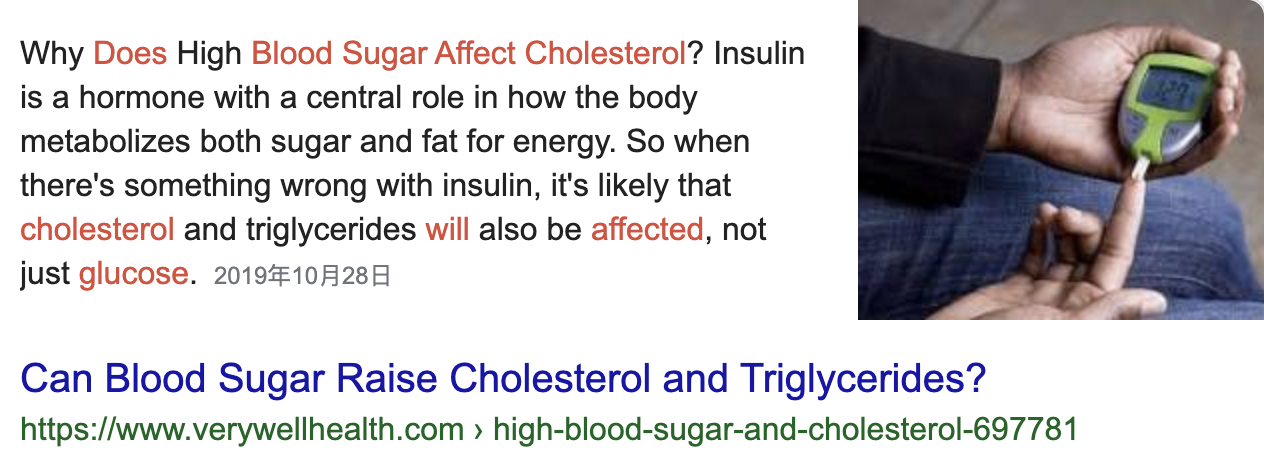 Why Does High Blood Sugar Affect Cholesterol? Insulin
is a hormone with a central role in how the body
metabolizes both sugar and fat for energy. So when
there's something wrong with insulin, it's likely that
cholesterol and triglycerides will also be affected, not
just glucose. 2019年10月28日
Can Blood Sugar Raise Cholesterol and Triglycerides?
https://www.verywellhealth.com › high-blood-sugar-and-cholesterol-697781